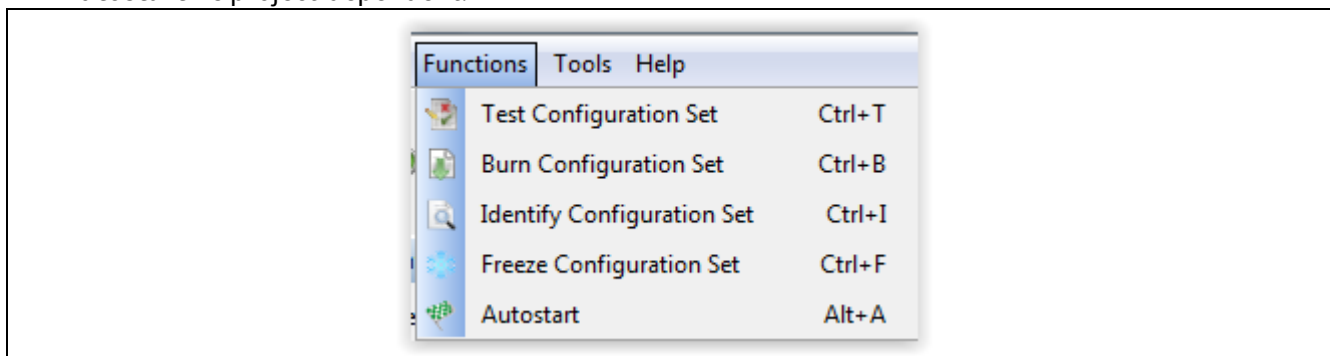 Functions Tools Help
Test Configuration Set Ctrl+T
Burn Configuration Set Ctrl+B
Identify Configuration Set Ctrl+I
Freeze Configuration Set Ctrl+F
Autostart Alt+A